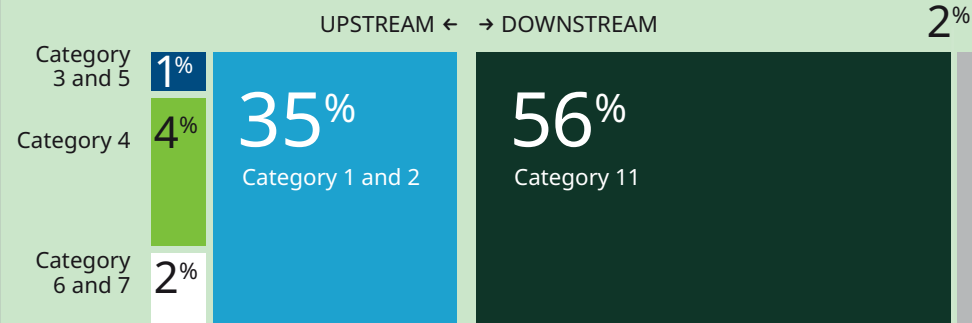 UPSTREAM ← → DOWNSTREAM
2%
Category
3 and 5
1%
Category 4
4%
Category
6 and 7
2%
35%
Category 1 and 2
56%
Category 11